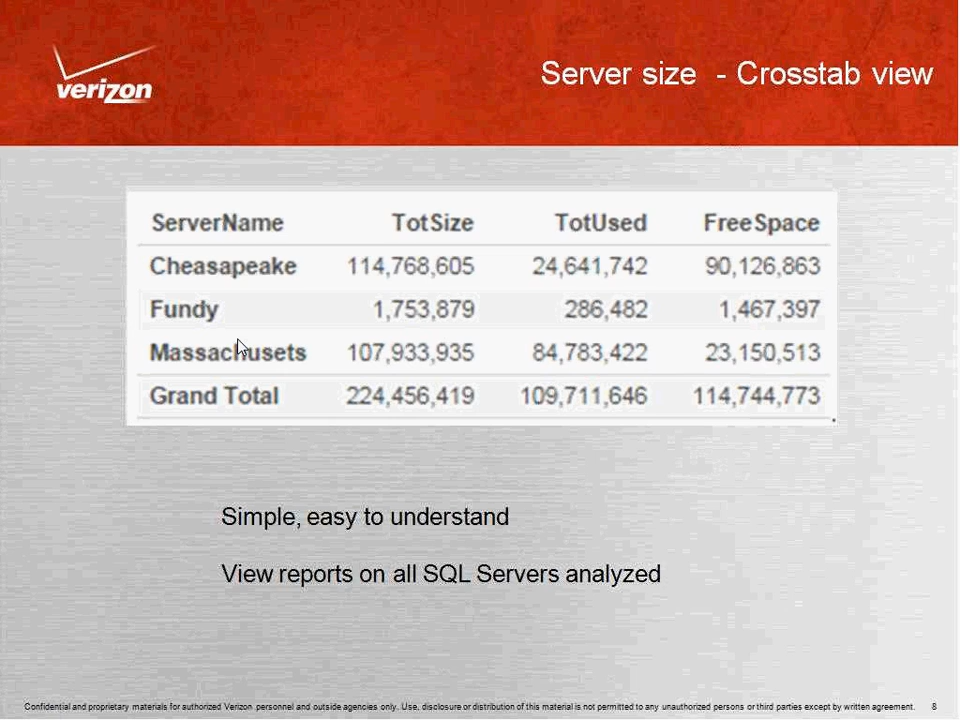 verizon
Server size - Crosstab view
ServerName TotSize TotUsed FreeSpace
Cheasapeake 114,768,605 24,641,742 90,126,863
Fundy 1,753,879 286,482 1,467,397
Massachusets 107,933,935 84,783,422 23,150,513
Grand Total 224,456,419 109,711,646 114,744,773
Simple, easy to understand
View reports on all SQL Servers analyzed
Confidential and proprietary materials for authorized Verizon personnel and outside agencies only. Use, disclosure or distribution of this material is not permitted to any unauthorized persons or third parties except by written agreement. 8